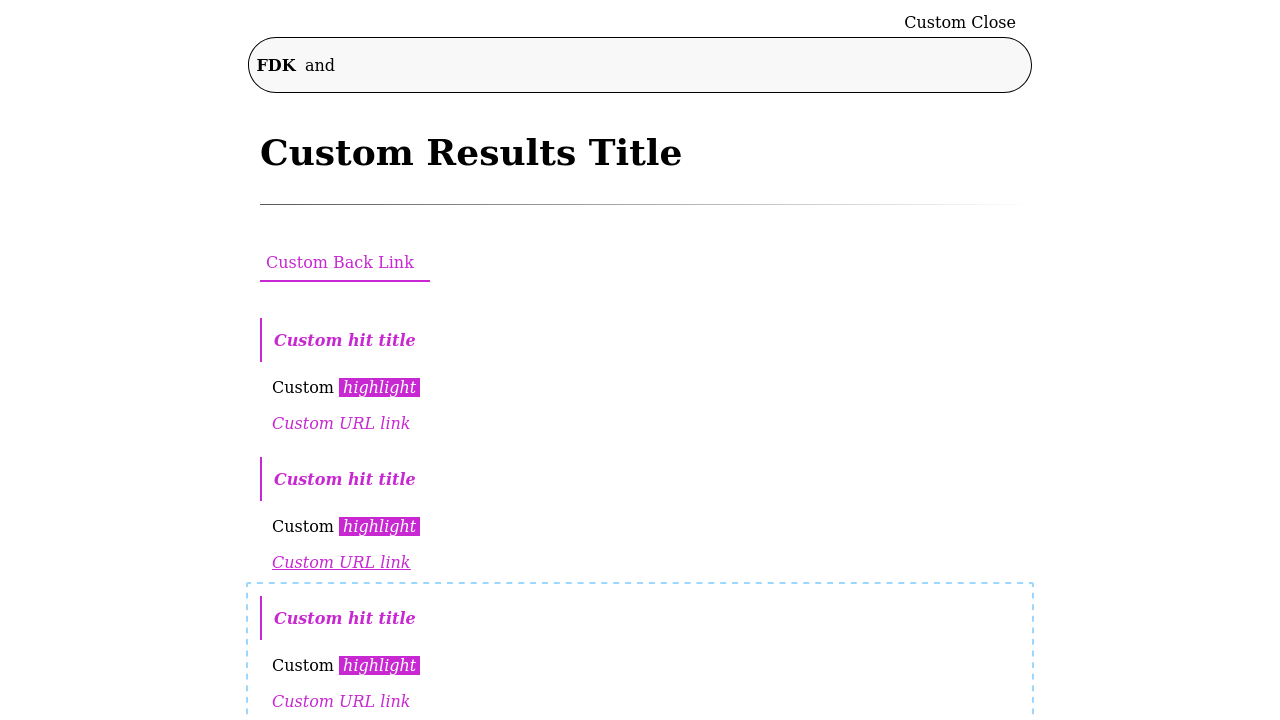 Custom Close
FDK and
Custom Results Title
Custom Back Link
Custom hit title
Custom highlight
Custom URL link
Custom hit title
Custom highlight
Custom URL link
Custom hit title
Custom highlight
Custom URL link